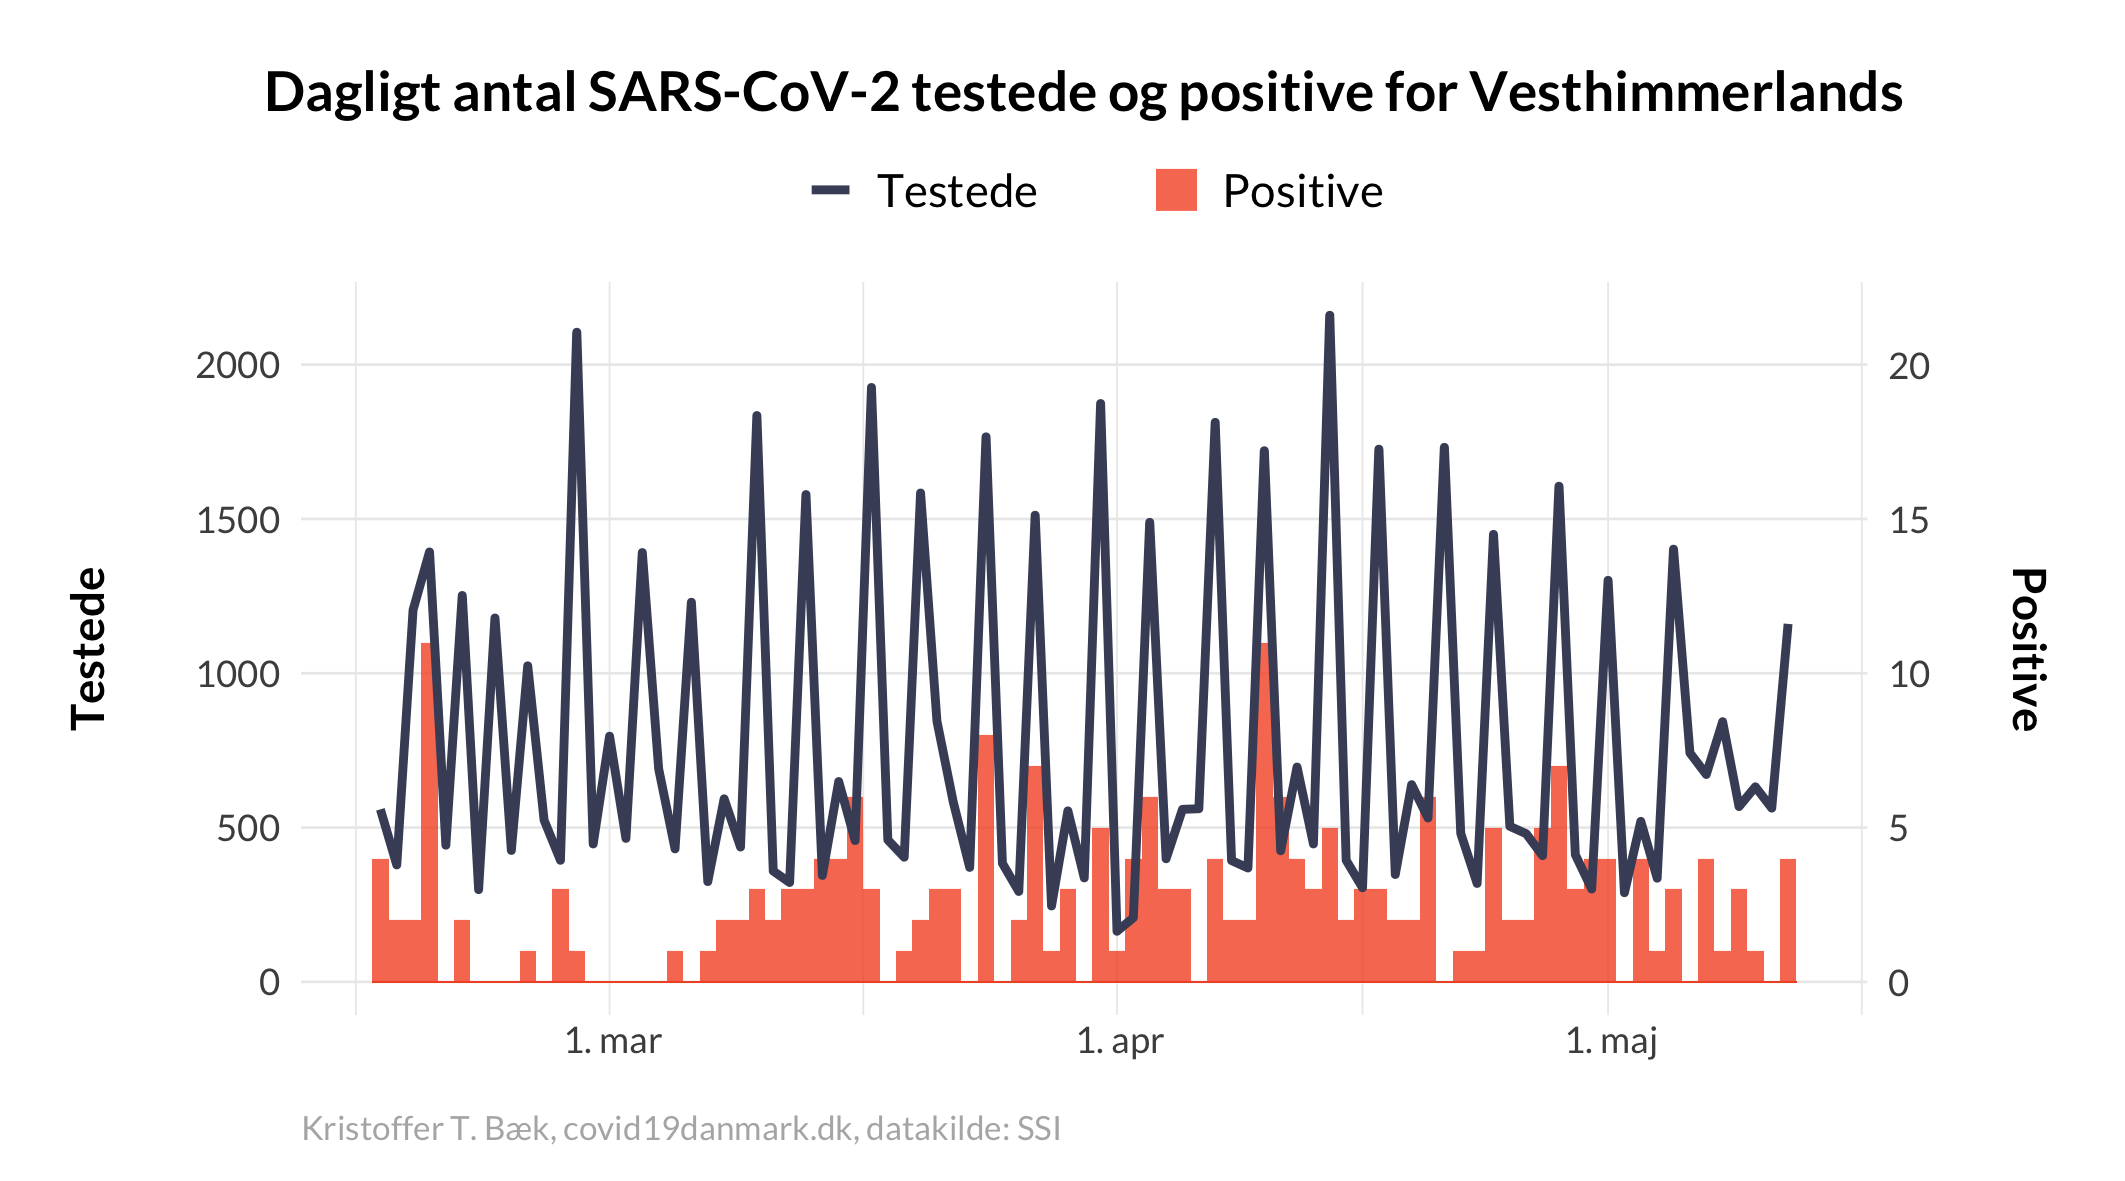 Dagligt antal SARS-CoV-2 testede og positive for Vesthimmerlands
Testede Positive
Testede
2000
1500
1000
500
0
20
15
10
5
0
Positive
1. mar 1. apr 1. maj
Kristoffer T. Bæk, covid19danmark.dk, datakilde: SSI